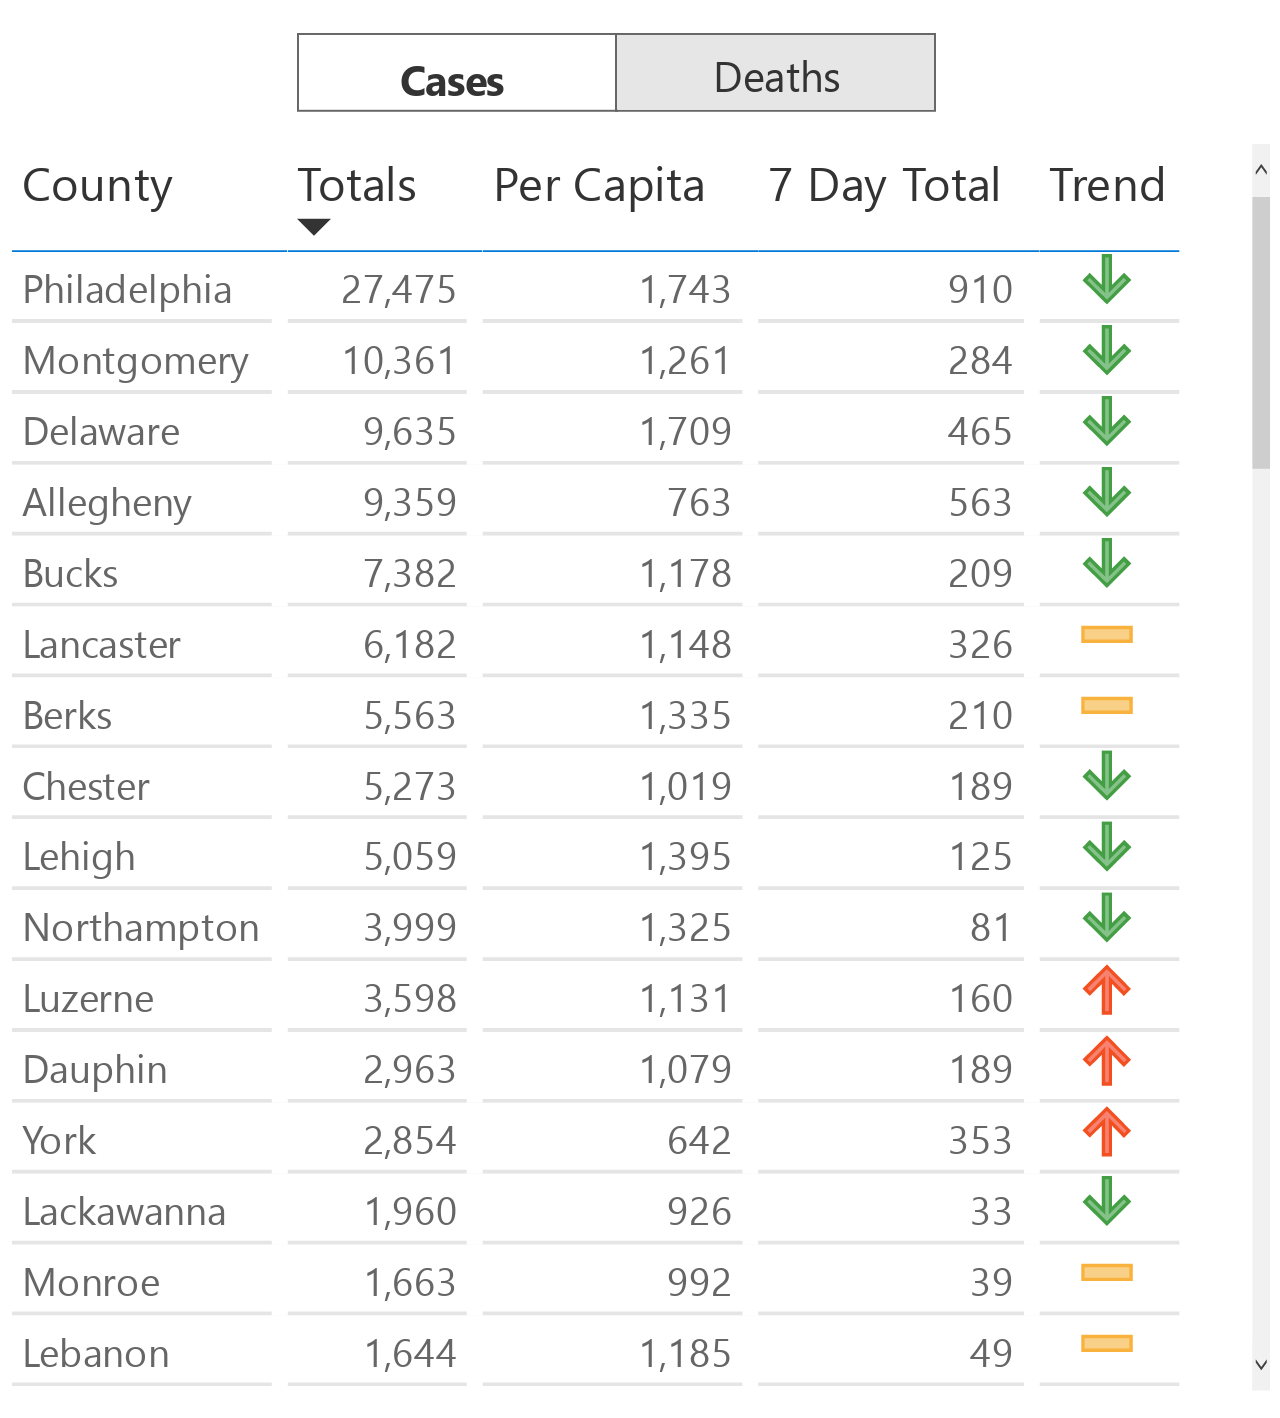 Cases Deaths
County Totals Per Capita 7 Day Total Trend
Philadelphia 27,475 1,743 910
Montgomery 10,361 1,261 284
Delaware 9,635 1,709 465
Allegheny 9,359 763 563
Bucks 7,382 1,178 209
Lancaster 6,182 1,148 326
Berks 5,563 1,335 210
Chester 5,273 1,019 189
Lehigh 5,059 1,395 125
Northampton 3,999 1,325 81
Luzerne 3,598 1,131 160
Dauphin 2,963 1,079 189
York 2,854 642 353
Lackawanna 1,960 926 33
Monroe 1,663 992 39
Lebanon 1,644 1,185 49